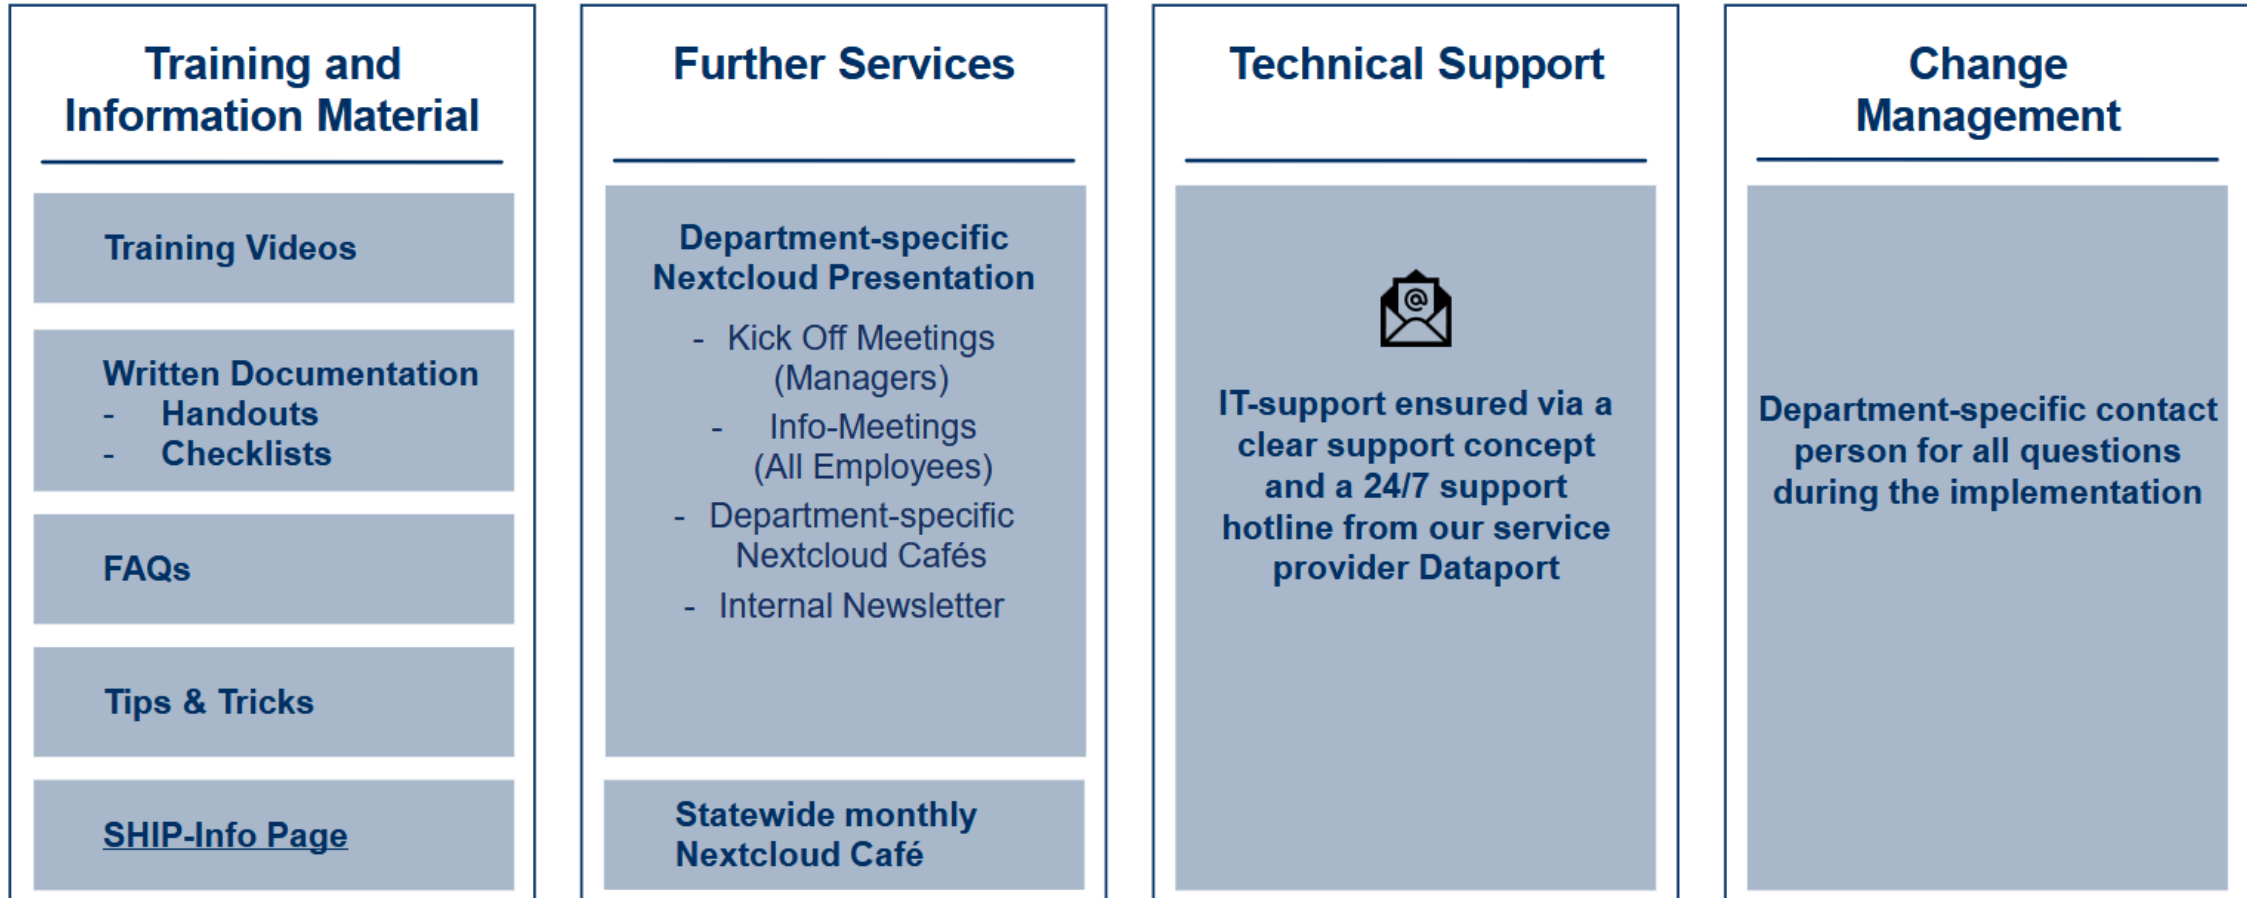 Training and
Information Material
Training Videos
Written Documentation
- Handouts
- Checklists
FAQs
Tips & Tricks
SHIP-Info Page
Further Services
Department-specific
Nextcloud Presentation
- Kick Off Meetings
(Managers)
- Info-Meetings
(All Employees)
- Department-specific
Nextcloud Cafés
- Internal Newsletter
Statewide monthly
Nextcloud Café
Technical Support
@
IT-support ensured via a
clear support concept
and a 24/7 support
hotline from our service
provider Dataport
Change
Management
Department-specific contact
person for all questions
during the implementation